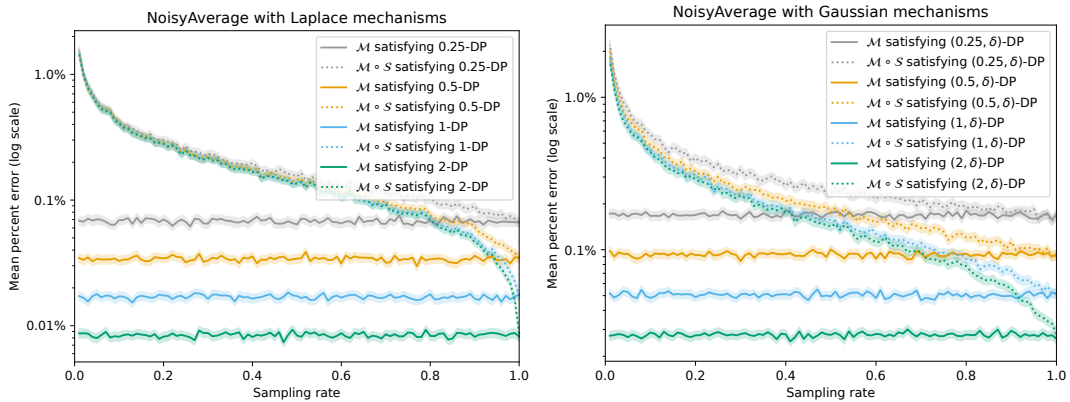 NoisyAverage with Laplace mechanisms
Mean percent error (log scale)
1.0%
0.1%
0.01%
ℳ satisfying 0.25-DP
ℳ ∘ 𝒮 satisfying 0.25-DP
ℳ satisfying 0.5-DP
ℳ ∘ 𝒮 satisfying 0.5-DP
ℳ satisfying 1-DP
ℳ ∘ 𝒮 satisfying 1-DP
ℳ satisfying 2-DP
ℳ ∘ 𝒮 satisfying 2-DP
0.0 0.2 0.4 0.6 0.8 1.0
Sampling rate
NoisyAverage with Gaussian mechanisms
Mean percent error (log scale)
1.0%
0.1%
ℳ satisfying (0.25, δ)-DP
ℳ ∘ 𝒮 satisfying (0.25, δ)-DP
ℳ satisfying (0.5, δ)-DP
ℳ ∘ 𝒮 satisfying (0.5, δ)-DP
ℳ satisfying (1, δ)-DP
ℳ ∘ 𝒮 satisfying (1, δ)-DP
ℳ satisfying (2, δ)-DP
ℳ ∘ 𝒮 satisfying (2, δ)-DP
0.0 0.2 0.4 0.6 0.8 1.0
Sampling rate